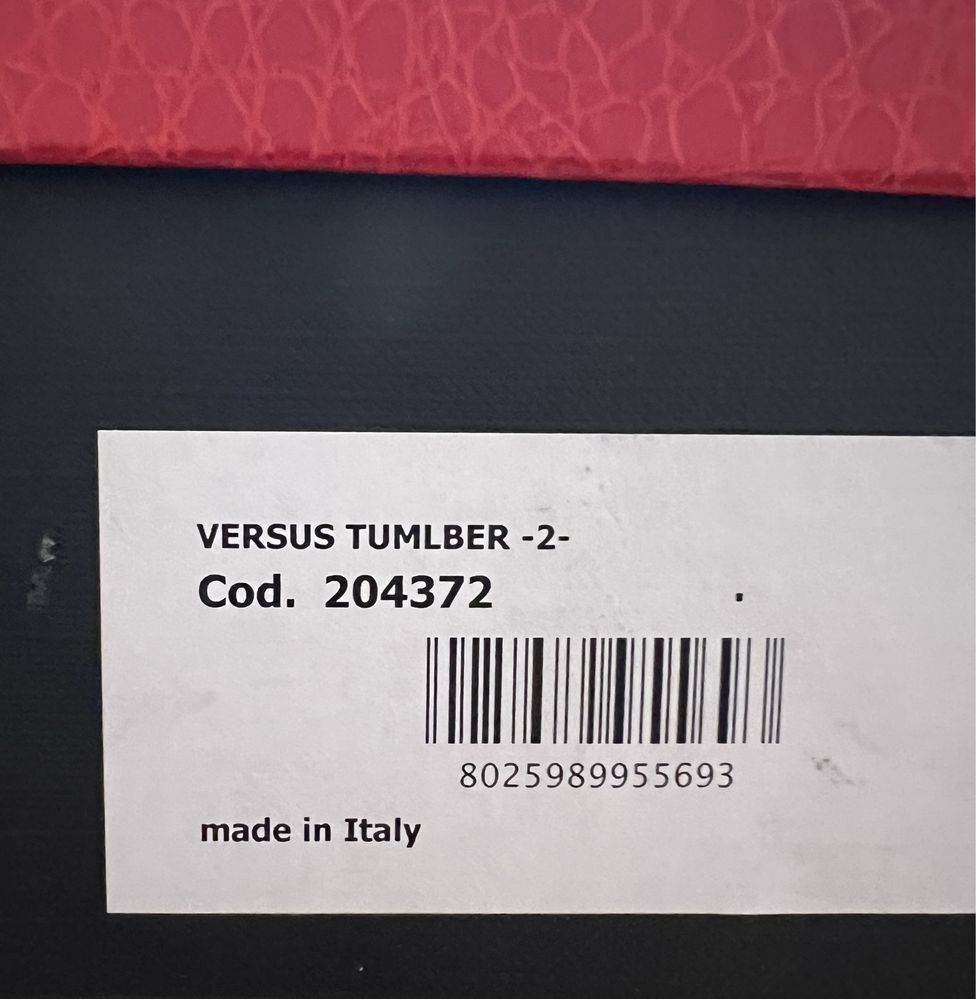 VERSUS TUMLBER -2-
Cod. 204372
8025989955693
made in Italy